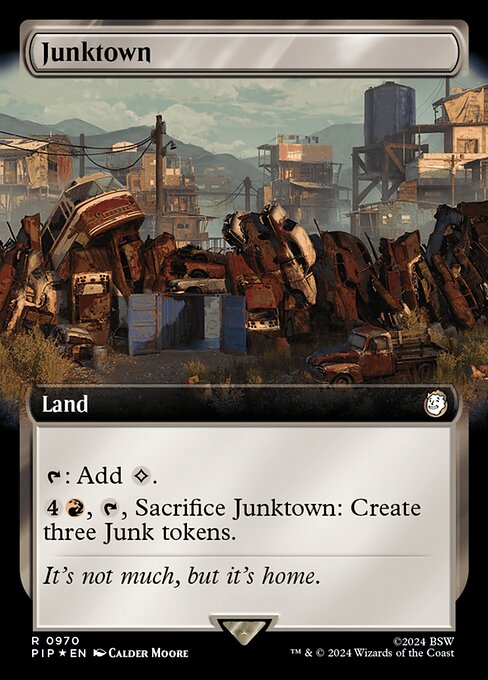 Junktown
Land
: Add .
4, , Sacrifice Junktown: Create
three Junk tokens.
It's not much, but it's home.
R 0970
PIP★EN Calder Moore
©2024 BSW
™ & © 2024 Wizards of the Coast